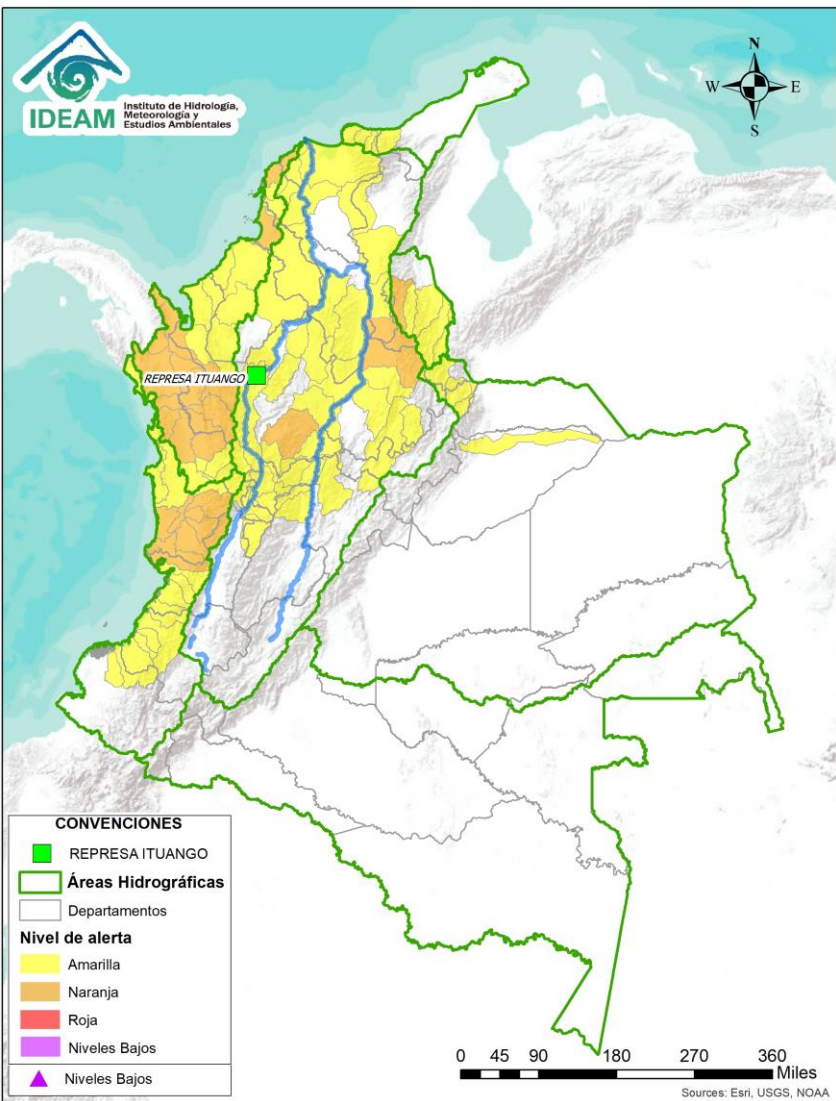 IDEAM
Instituto de Hidrología,
Meteorología y
Estudios Ambientales
N
W
E
S
REPRESA ITUANGO
CONVENCIONES
REPRESA ITUANGO
Áreas Hidrográficas
Departamentos
Nivel de alerta
Amarilla
Naranja
Roja
Niveles Bajos
Niveles Bajos
0 45 90 180 270 360
Miles
Sources: Esri, USGS, NOAA